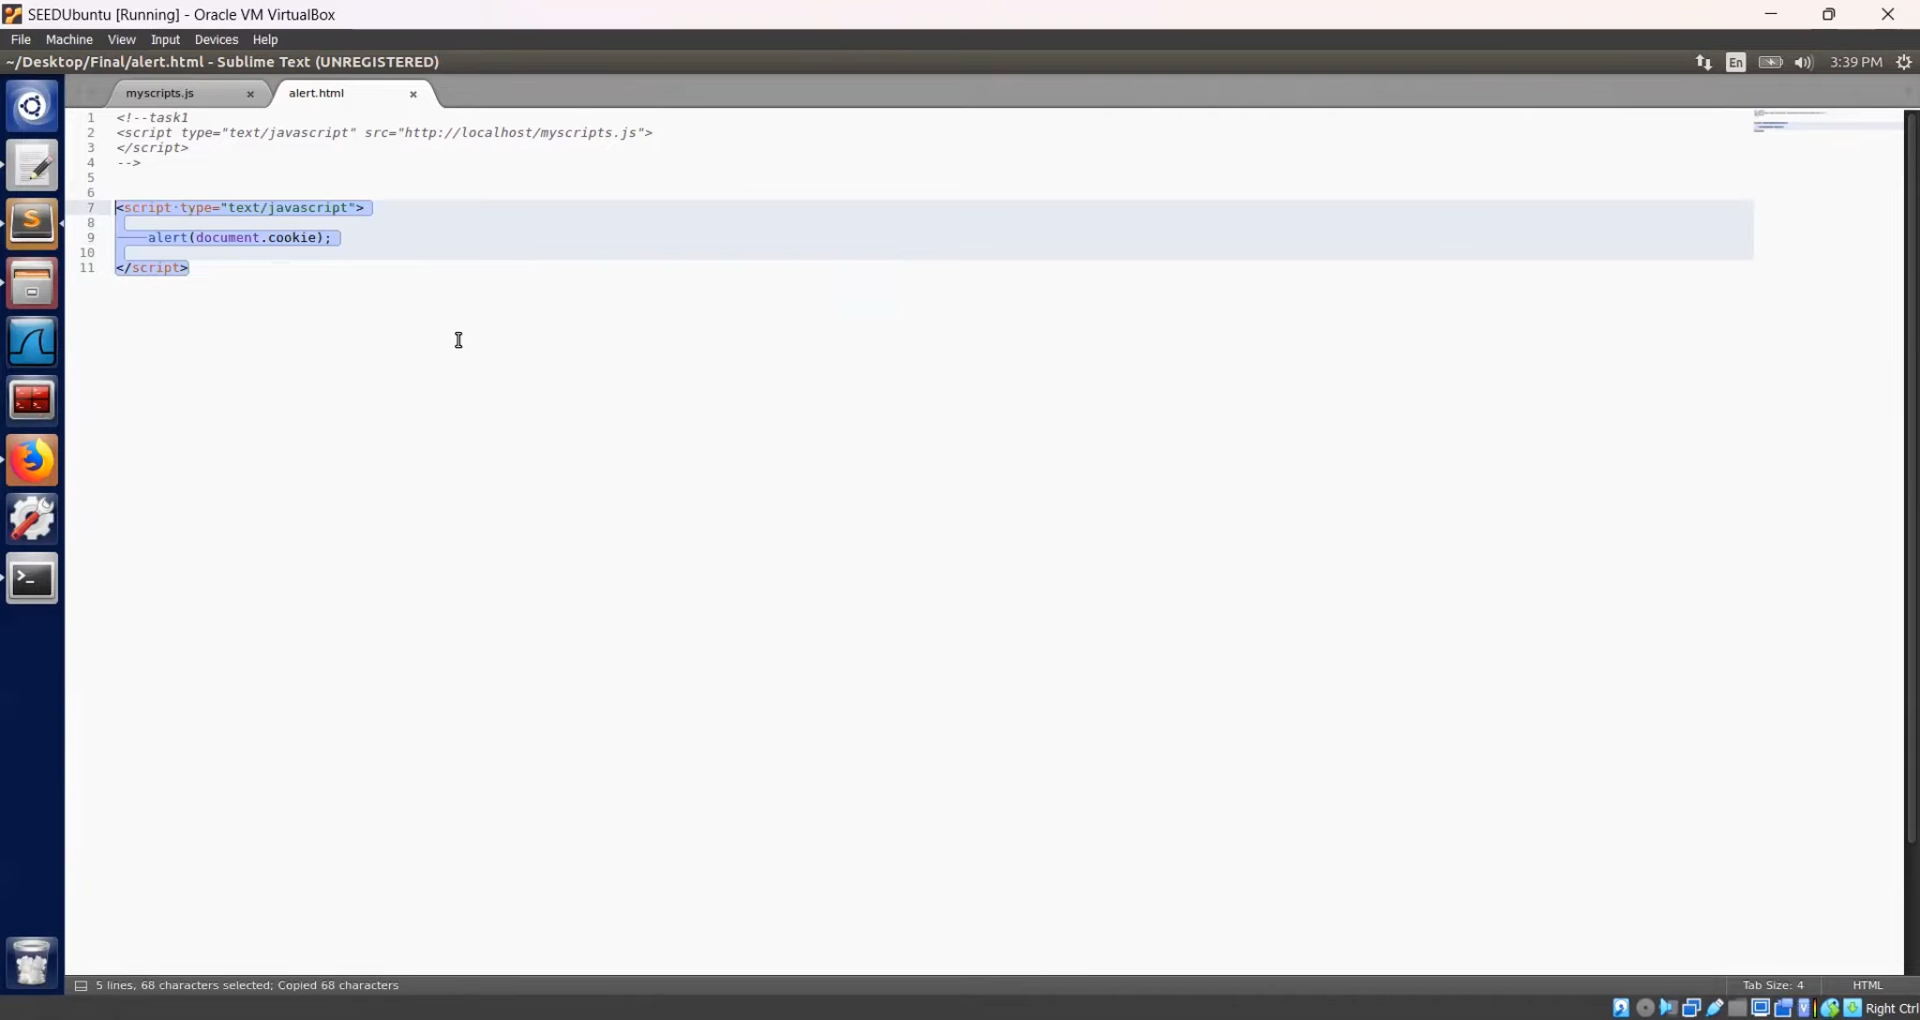 SEEDUbuntu [Running] - Oracle VM VirtualBox
File Machine View Input Devices Help
~/Desktop/Final/alert.html - Sublime Text (UNREGISTERED)
En
3:39 PM
myscripts.js
alert.html
1 <!--task1
2 <script type="text/javascript" src="http://localhost/myscripts.js">
3 </script>
4 -->
5
6
7 <script type="text/javascript">
8
9 alert(document.cookie);
10
11 </script>
5 lines, 68 characters selected; Copied 68 characters
Tab Size: 4
HTML
Right Ctrl